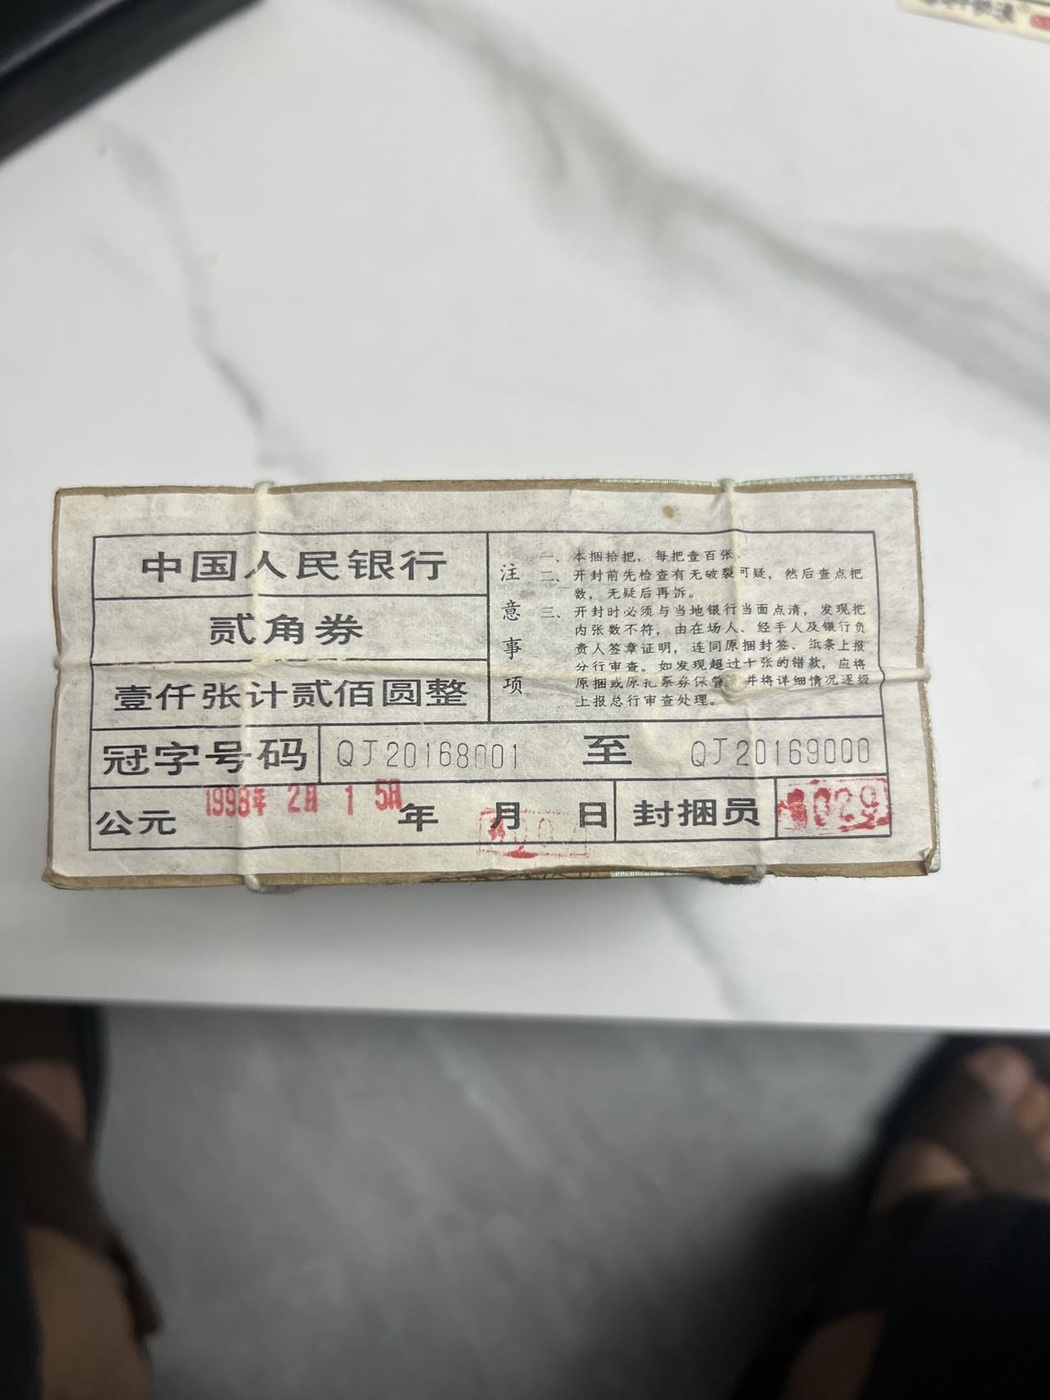 中国人民银行
贰角券
壹仟张计贰佰圆整
注意事项
一、本捆拾把，每把壹百张。
二、开封前先检查有无破裂可疑，然后查点把
数，无疑后再诉。
三、开封时必须与当地银行当面点清，发现把
内张数不符，由在场人、经手人及银行负
责人签章证明，连同原捆封签、纸条上报
分行审查。如发现超过十张的错款，应将
原捆或原扎票券保管，并将详细情况逐级
上报总行审查处理。
冠字号码 QJ20168001 至 QJ20169000
公元 1998年 2月 15日 年 月 日 封捆员 029